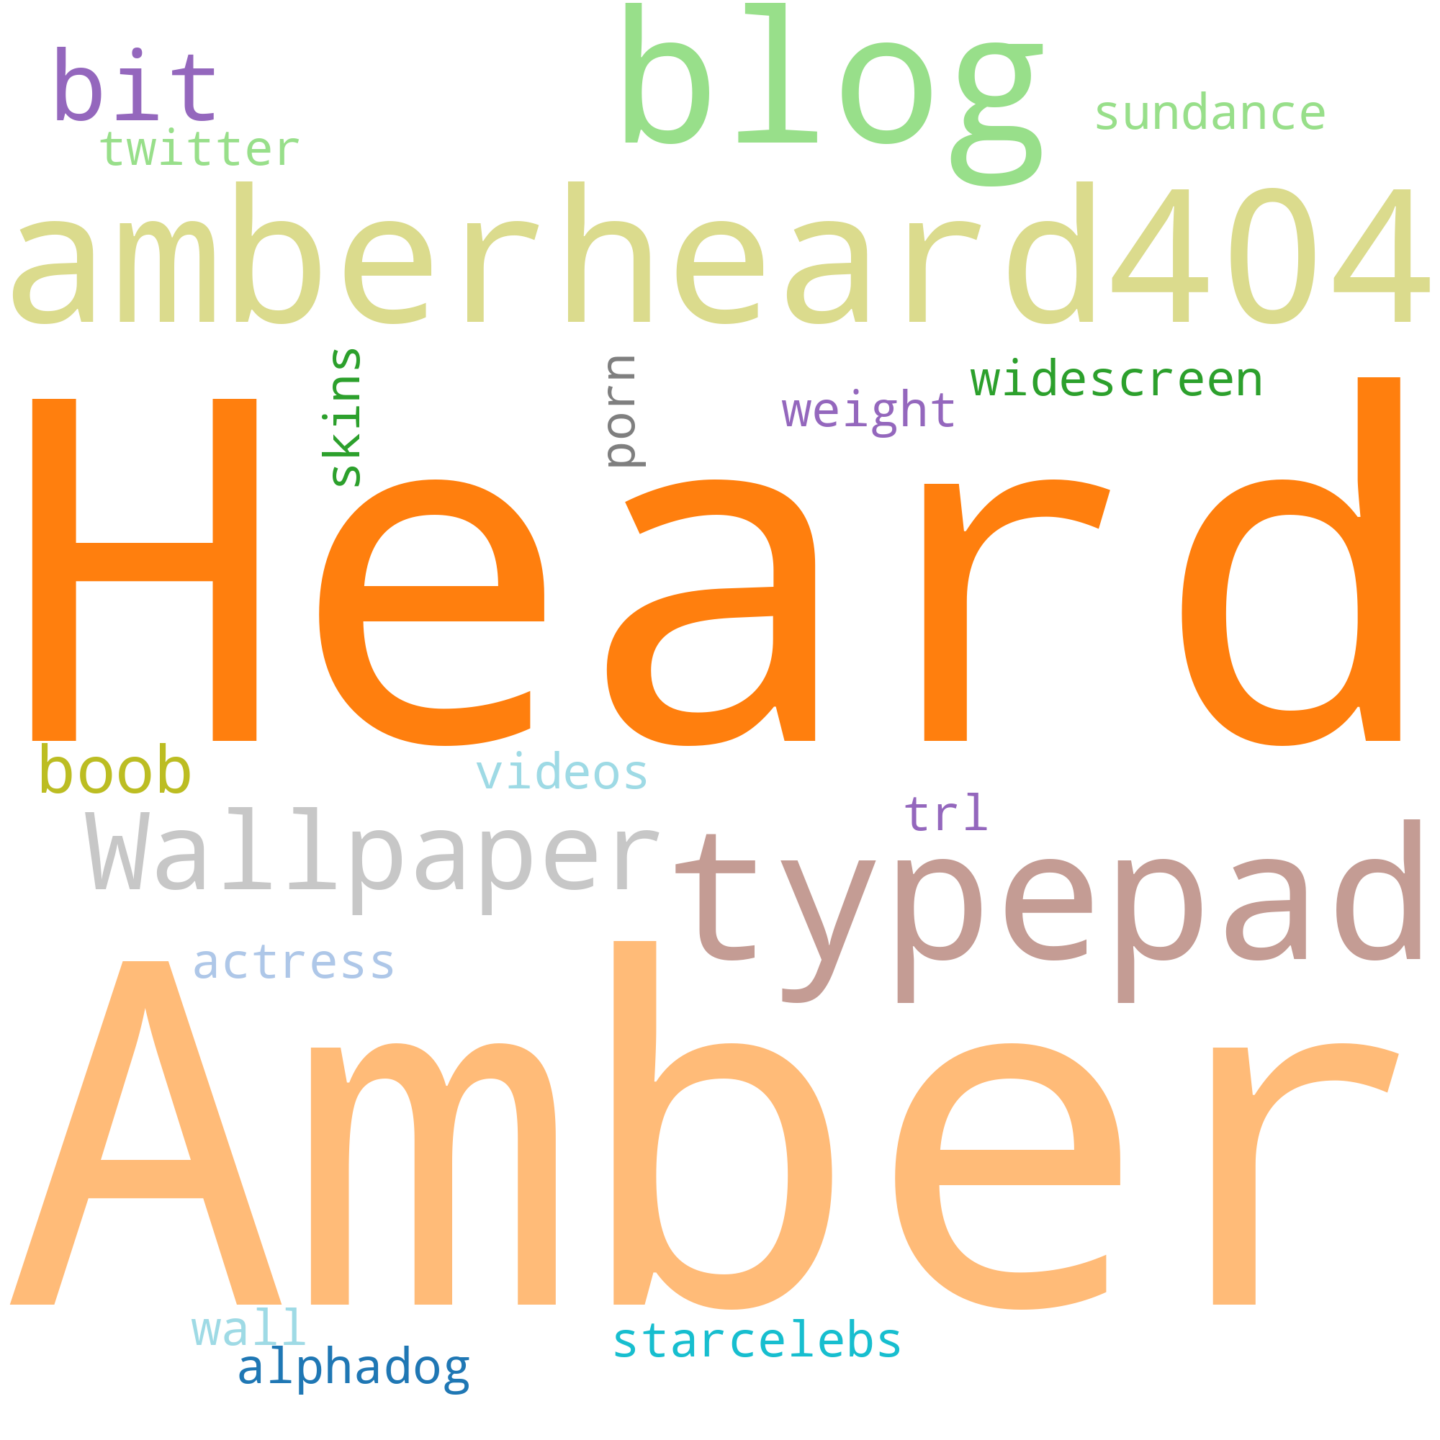 blog
bit
sundance
twitter
amberheard404
skins
porn
widescreen
weight
Heard
boob
videos
trl
Wallpaper
typepad
actress
Amber
wall
starcelebs
alphadog